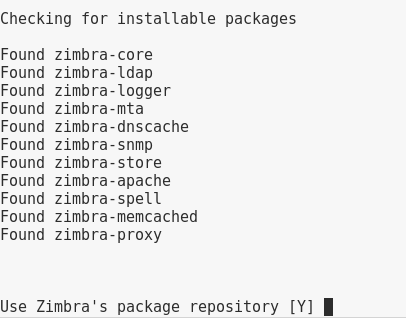 Checking for installable packages
Found zimbra-core
Found zimbra-ldap
Found zimbra-logger
Found zimbra-mta
Found zimbra-dnscache
Found zimbra-snmp
Found zimbra-store
Found zimbra-apache
Found zimbra-spell
Found zimbra-memcached
Found zimbra-proxy
Use Zimbra's package repository [Y]